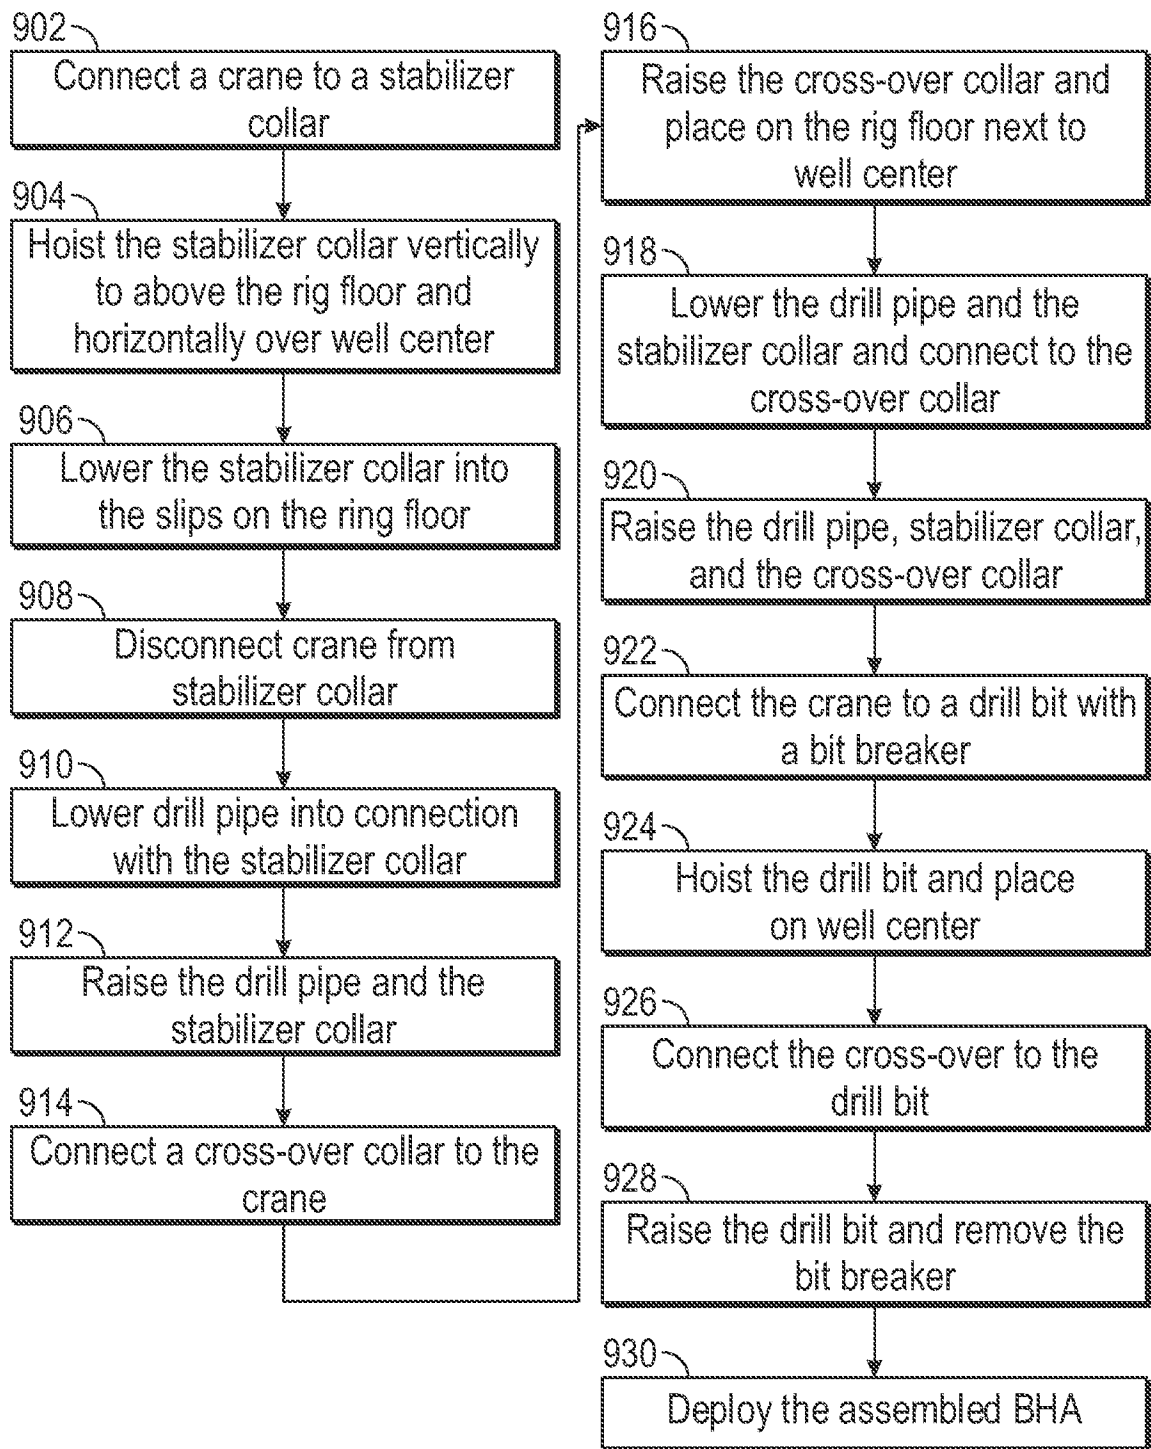 902
Connect a crane to a stabilizer
collar
904
Hoist the stabilizer collar vertically
to above the rig floor and
horizontally over well center
906
Lower the stabilizer collar into
the slips on the ring floor
908
Disconnect crane from
stabilizer collar
910
Lower drill pipe into connection
with the stabilizer collar
912
Raise the drill pipe and the
stabilizer collar
914
Connect a cross-over collar to the
crane
916
Raise the cross-over collar and
place on the rig floor next to
well center
918
Lower the drill pipe and the
stabilizer collar and connect to the
cross-over collar
920
Raise the drill pipe, stabilizer collar,
and the cross-over collar
922
Connect the crane to a drill bit with
a bit breaker
924
Hoist the drill bit and place
on well center
926
Connect the cross-over to the
drill bit
928
Raise the drill bit and remove the
bit breaker
930
Deploy the assembled BHA